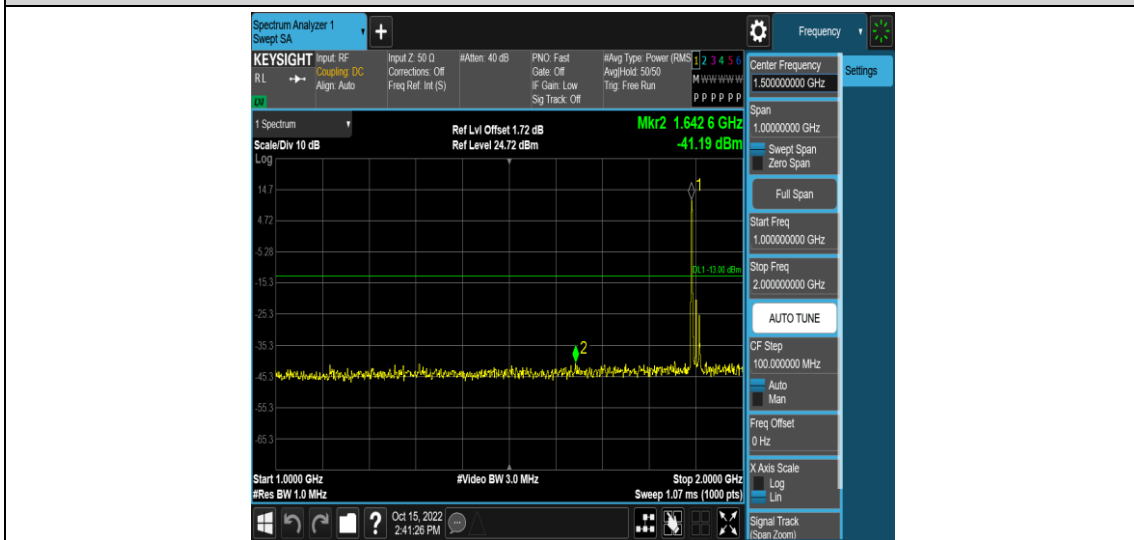 Spectrum Analyzer 1
Swept SA
+
Frequency
KEYSIGHT
RL
LXI
Input: RF
Coupling: DC
Align: Auto
Input Z: 50 Ω
Corrections: Off
Freq Ref: Int (S)
#Atten: 40 dB
PNO: Fast
Gate: Off
IF Gain: Low
Sig Track: Off
#Avg Type: Power (RMS
Avg|Hold: 50/50
Trig: Free Run
1 2 3 4 5 6
M W W W W W
P P P P P P
1 Spectrum
Scale/Div 10 dB
Log
Ref Lvl Offset 1.72 dB
Ref Level 24.72 dBm
Mkr2 1.642 6 GHz
-41.19 dBm
14.7
4.72
-5.28
-15.3
-25.3
-35.3
-45.3
-55.3
-65.3
1
DL1 -13.00 dBm
2
Start 1.0000 GHz
#Res BW 1.0 MHz
#Video BW 3.0 MHz
Stop 2.0000 GHz
Sweep 1.07 ms (1000 pts)
Center Frequency
1.500000000 GHz
Settings
Span
1.00000000 GHz
Swept Span
Zero Span
Full Span
Start Freq
1.000000000 GHz
Stop Freq
2.000000000 GHz
AUTO TUNE
CF Step
100.000000 MHz
Auto
Man
Freq Offset
0 Hz
X Axis Scale
Log
Lin
Signal Track
(Span Zoom)
?
Oct 15, 2022
2:41:26 PM